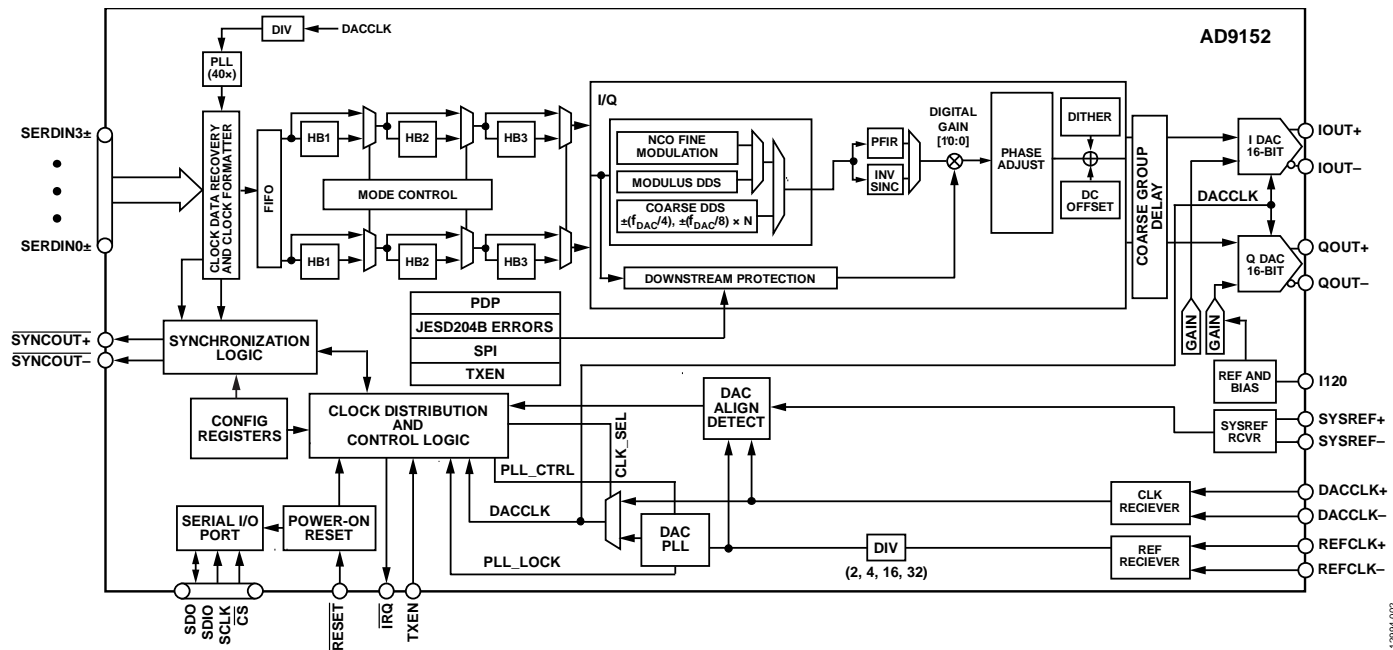 DIV
DACCLK
AD9152
PLL
(40×)
SERDIN3±
SERDIN0±
CLOCK DATA RECOVERY
AND CLOCK FORMATTER
FIFO
HB1
HB2
HB3
MODE CONTROL
HB1
HB2
HB3
I/Q
NCO FINE
MODULATION
MODULUS DDS
COARSE DDS
±(fDAC/4), ±(fDAC/8) × N
PFIR
INV
SINC
DIGITAL
GAIN
[10:0]
PHASE
ADJUST
DITHER
DC
OFFSET
COARSE GROUP
DELAY
DOWNSTREAM PROTECTION
I DAC
16-BIT
DACCLK
Q DAC
16-BIT
IOUT+
IOUT–
QOUT+
QOUT–
GAIN
GAIN
REF AND
BIAS
I120
PDP
JESD204B ERRORS
SPI
TXEN
SYNCOUT+
SYNCOUT–
SYNCHRONIZATION
LOGIC
CONFIG
REGISTERS
CLOCK DISTRIBUTION
AND
CONTROL LOGIC
CLK_SEL
DAC
ALIGN
DETECT
SYSREF
RCVR
SYSREF+
SYSREF–
PLL_CTRL
DACCLK
PLL_LOCK
DAC
PLL
DIV
(2, 4, 16, 32)
CLK
RECIEVER
REF
RECIEVER
DACCLK+
DACCLK–
REFCLK+
REFCLK–
SERIAL I/O
PORT
POWER-ON
RESET
SDO
SDIO
SCLK
CS
RESET
IRQ
TXEN